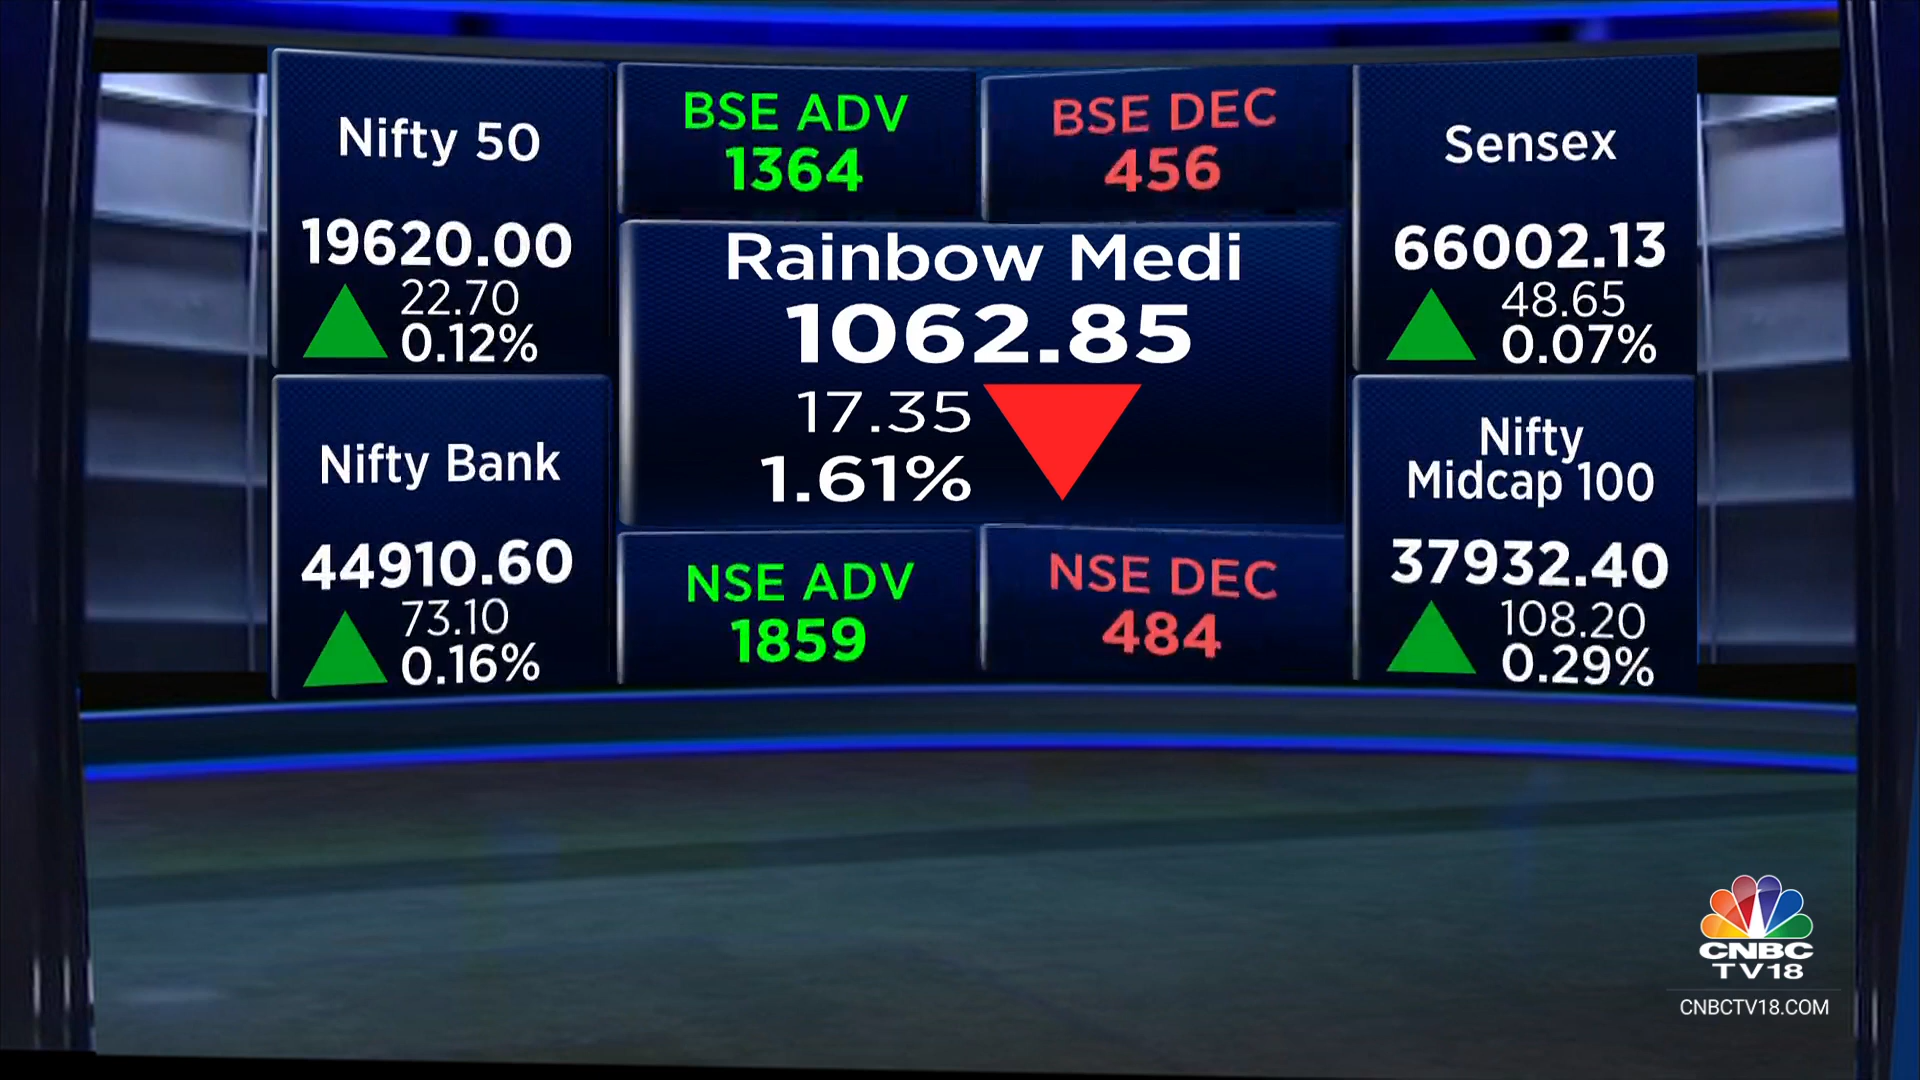 Nifty 50
19620.00
22.70
0.12%
BSE ADV
1364
BSE DEC
456
Sensex
66002.13
48.65
0.07%
Rainbow Medi
1062.85
17.35
1.61%
Nifty Bank
44910.60
73.10
0.16%
NSE ADV
1859
NSE DEC
484
Nifty
Midcap 100
37932.40
108.20
0.29%
CNBC
TV18
CNBCTV18.COM